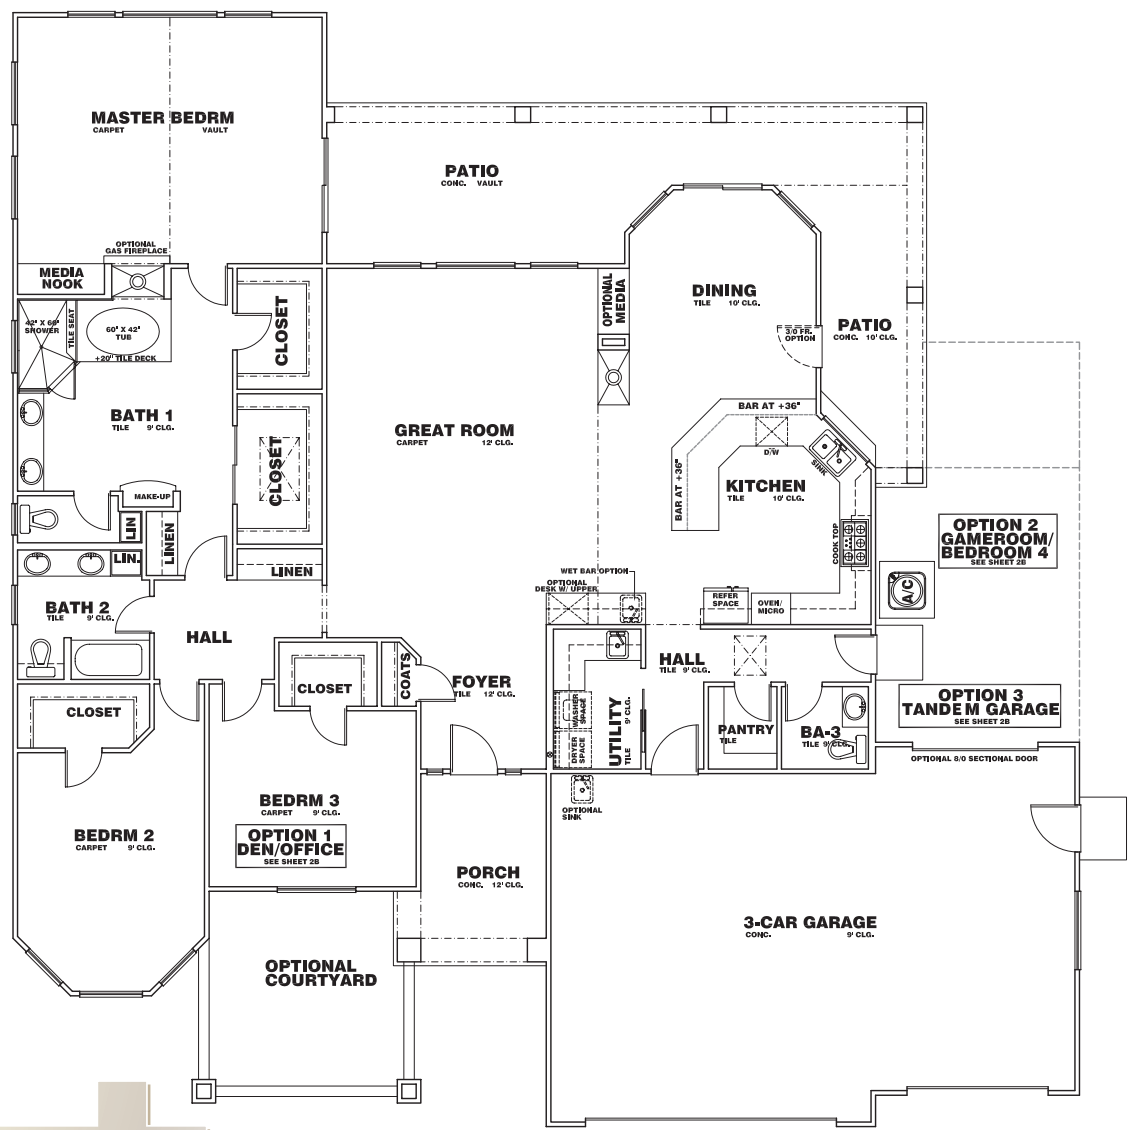 MASTER BEDRM
CARPET VAULT
PATIO
CONC. VAULT
OPTIONAL
GAS FIREPLACE
MEDIA
NOOK
42" X 60"
SHOWER
TILE SEAT
60" X 42"
TUB
+20" TILE DECK
CLOSET
OPTIONAL
MEDIA
DINING
TILE 10' CLG.
3/0 FR.
OPTION
PATIO
CONC. 10' CLG.
BATH 1
TILE 9' CLG.
GREAT ROOM
CARPET 12' CLG.
BAR AT +36"
D/W
SINK
BAR AT +36"
KITCHEN
TILE 10' CLG.
CLOSET
MAKE-UP
LIN
LINEN
COOK TOP
OPTION 2
GAMEROOM/
BEDROOM 4
SEE SHEET 2B
LIN.
LINEN
WET BAR OPTION
OPTIONAL
DESK W/ UPPER
REFER
SPACE
OVEN/
MICRO
A/C
BATH 2
TILE 9' CLG.
HALL
HALL
TILE 9' CLG.
COATS
FOYER
TILE 12' CLG.
CLOSET
CLOSET
WASHER
SPACE
DRYER
SPACE
UTILITY
TILE 9' CLG.
PANTRY
TILE
BA-3
TILE 9' CLG.
OPTION 3
TANDEM GARAGE
SEE SHEET 2B
OPTIONAL 8/0 SECTIONAL DOOR
OPTIONAL
SINK
BEDRM 3
CARPET 9' CLG.
OPTION 1
DEN/OFFICE
SEE SHEET 2B
BEDRM 2
CARPET 9' CLG.
PORCH
CONC. 12' CLG.
3-CAR GARAGE
CONC. 9' CLG.
OPTIONAL
COURTYARD